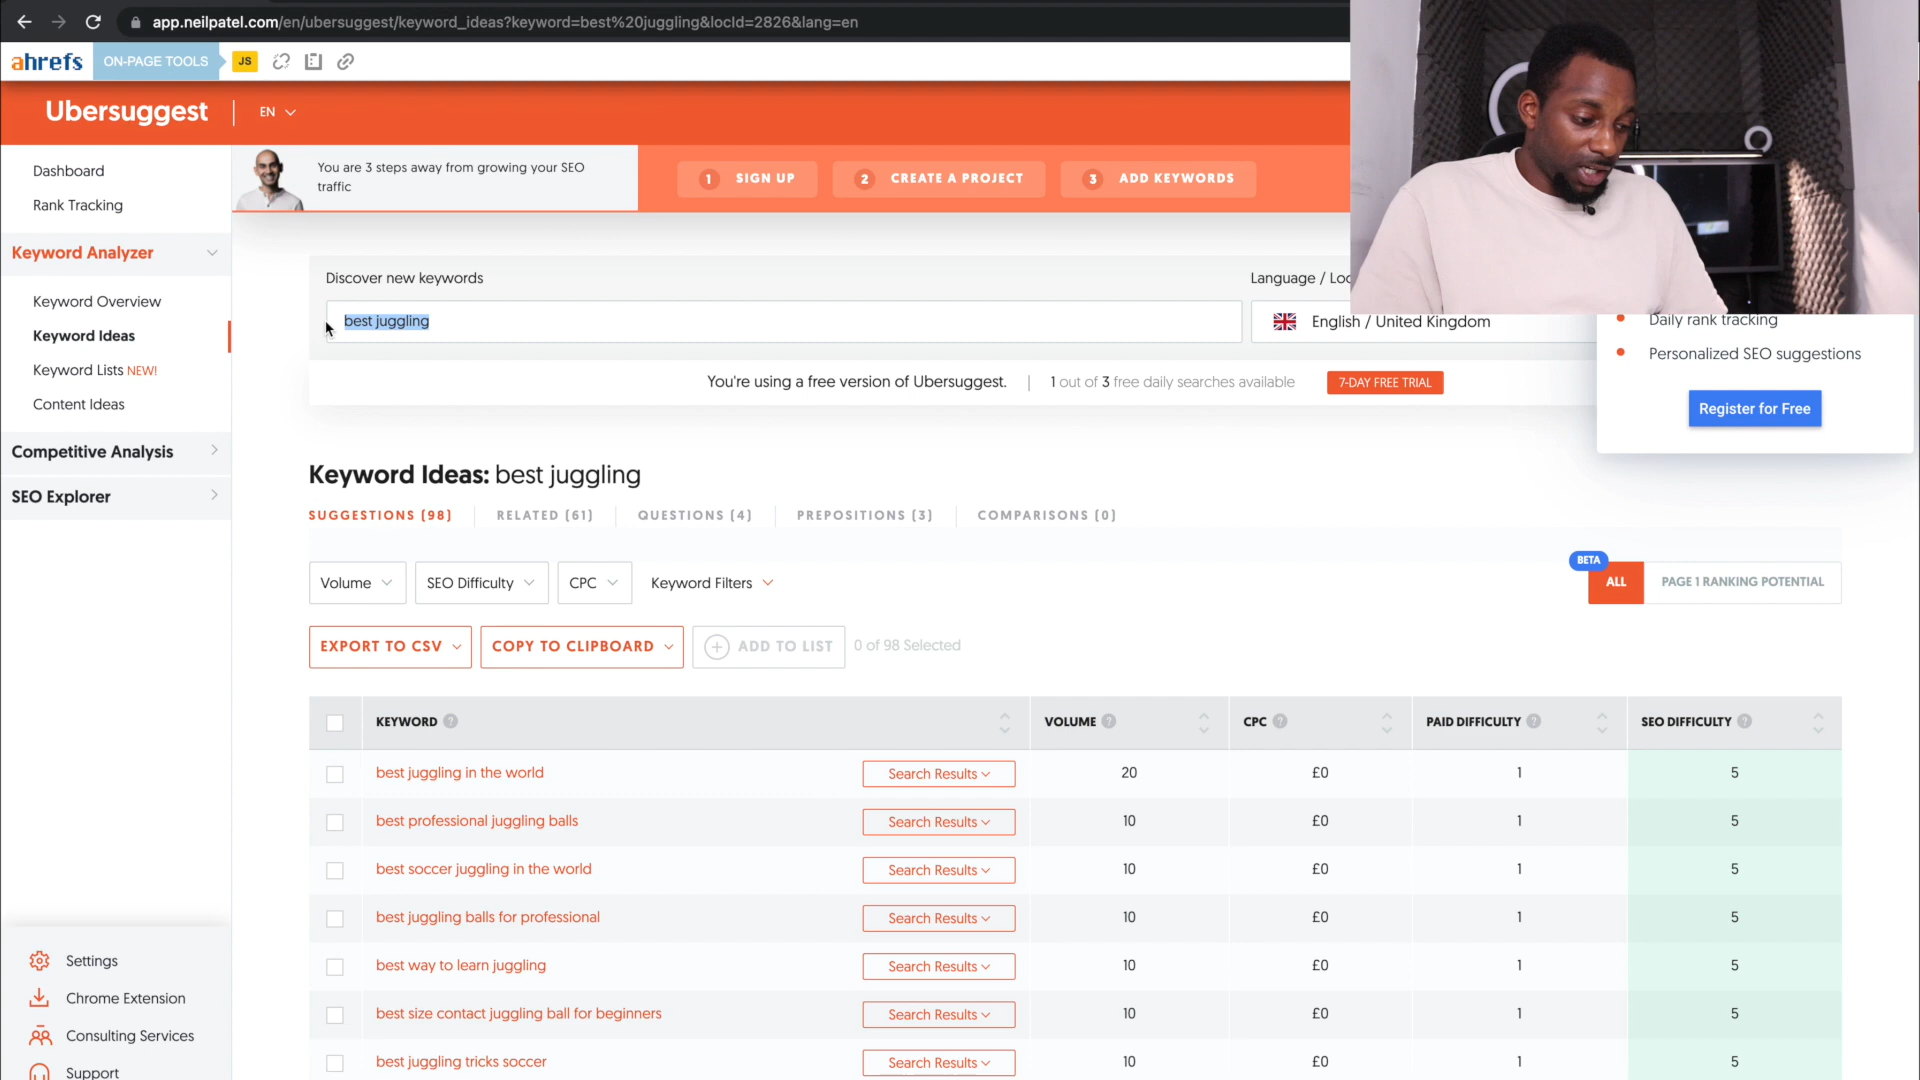 app.neilpatel.com/en/ubersuggest/keyword_ideas?keyword=best%20juggling&locId=2826&lang=en
ahrefs
ON-PAGE TOOLS
JS
Ubersuggest
EN
Dashboard
Rank Tracking
Keyword Analyzer
Keyword Overview
Keyword Ideas
Keyword Lists NEW!
Content Ideas
Competitive Analysis
SEO Explorer
Settings
Chrome Extension
Consulting Services
Support
You are 3 steps away from growing your SEO
traffic
1 SIGN UP
2 CREATE A PROJECT
3 ADD KEYWORDS
Discover new keywords
Language / Loc
best juggling
English / United Kingdom
Daily rank tracking
Personalized SEO suggestions
Register for Free
You're using a free version of Ubersuggest. | 1 out of 3 free daily searches available
7-DAY FREE TRIAL
Keyword Ideas: best juggling
SUGGESTIONS (98) RELATED (61) QUESTIONS (4) PREPOSITIONS (3) COMPARISONS (0)
Volume SEO Difficulty CPC Keyword Filters
BETA
ALL PAGE 1 RANKING POTENTIAL
EXPORT TO CSV COPY TO CLIPBOARD ADD TO LIST 0 of 98 Selected
KEYWORD VOLUME CPC PAID DIFFICULTY SEO DIFFICULTY
best juggling in the world Search Results 20 £0 1 5
best professional juggling balls Search Results 10 £0 1 5
best soccer juggling in the world Search Results 10 £0 1 5
best juggling balls for professional Search Results 10 £0 1 5
best way to learn juggling Search Results 10 £0 1 5
best size contact juggling ball for beginners Search Results 10 £0 1 5
best juggling tricks soccer Search Results 10 £0 1 5